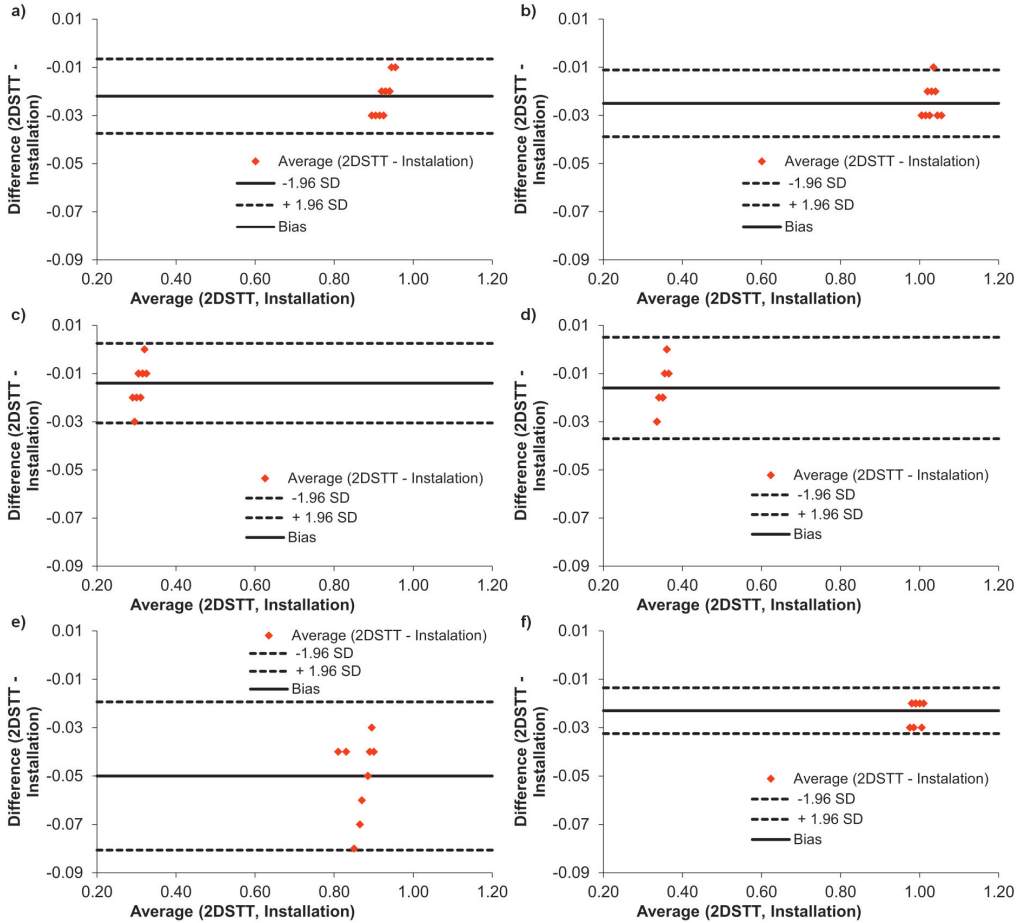 a)
0.01
-0.01
-0.03
-0.05
-0.07
-0.09
Difference (2DSTT -
Installation)
Average (2DSTT - Instalation)
-1.96 SD
+ 1.96 SD
Bias
0.20 0.40 0.60 0.80 1.00 1.20
Average (2DSTT, Installation)
b)
0.01
-0.01
-0.03
-0.05
-0.07
-0.09
Difference (2DSTT -
Installation)
Average (2DSTT - Instalation)
-1.96 SD
+ 1.96 SD
Bias
0.20 0.40 0.60 0.80 1.00 1.20
Average (2DSTT, Installation)
c)
0.01
-0.01
-0.03
-0.05
-0.07
-0.09
Difference (2DSTT -
Installation)
Average (2DSTT - Instalation)
-1.96 SD
+ 1.96 SD
Bias
0.20 0.40 0.60 0.80 1.00 1.20
Average (2DSTT, Installation)
d)
0.01
-0.01
-0.03
-0.05
-0.07
-0.09
Difference (2DSTT -
Installation)
Average (2DSTT - Instalation)
-1.96 SD
+ 1.96 SD
Bias
0.20 0.40 0.60 0.80 1.00 1.20
Average (2DSTT, Installation)
e)
0.01
-0.01
-0.03
-0.05
-0.07
-0.09
Difference (2DSTT -
Installation)
Average (2DSTT - Instalation)
-1.96 SD
+ 1.96 SD
Bias
0.20 0.40 0.60 0.80 1.00 1.20
Average (2DSTT, Installation)
f)
0.01
-0.01
-0.03
-0.05
-0.07
-0.09
Difference (2DSTT -
Installation)
Average (2DSTT - Instalation)
-1.96 SD
+ 1.96 SD
Bias
0.20 0.40 0.60 0.80 1.00 1.20
Average (2DSTT, Installation)